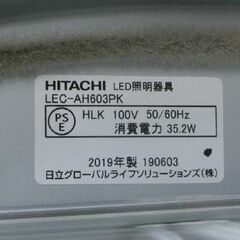 HITACHI LED照明器具
LEC-AH603PK
PS
E
HLK 100V 50/60Hz
消費電力 35.2W
2019年製 190603
日立グローバルライフソリューションズ(株)